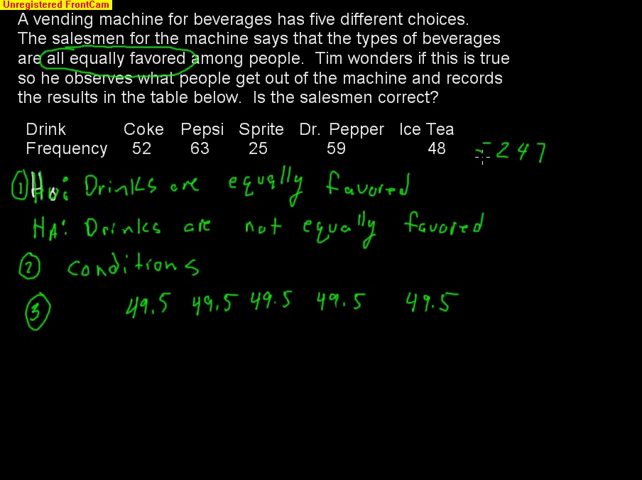 Unregistered FrontCam
A vending machine for beverages has five different choices.
The salesmen for the machine says that the types of beverages
are all equally favored among people. Tim wonders if this is true
so he observes what people get out of the machine and records
the results in the table below. Is the salesmen correct?
Drink Coke Pepsi Sprite Dr. Pepper Ice Tea
Frequency 52 63 25 59 48 = 247
① Ho: Drinks are equally favored
HA: Drinks are not equally favored
② Conditions
③ 49.5 49.5 49.5 49.5 49.5